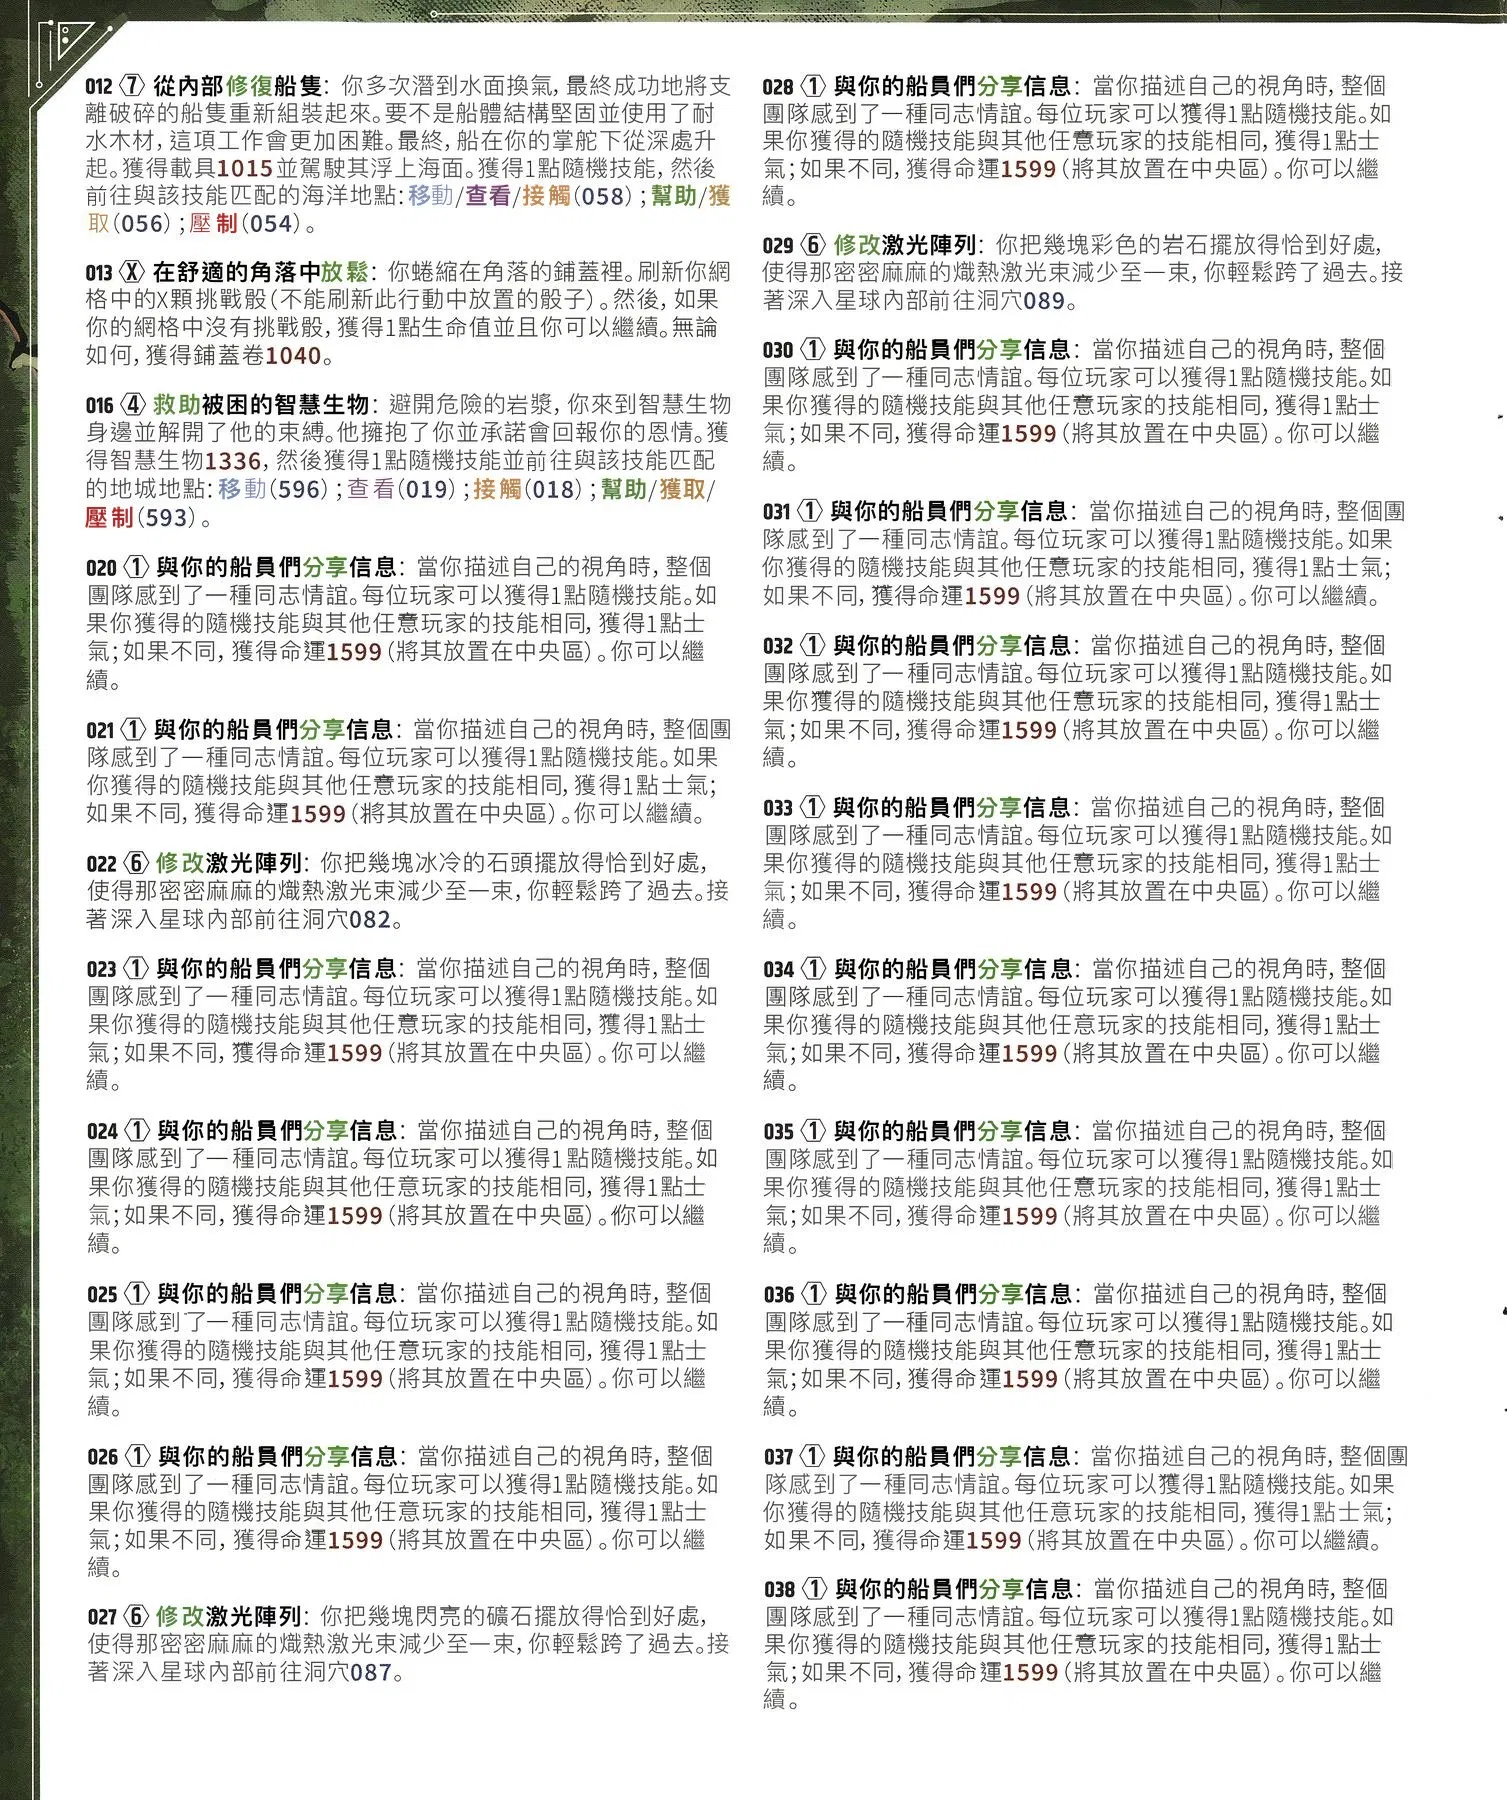 012 7 從內部修復船隻：你多次潛到水面換氣，最終成功地將支
離破碎的船隻重新組裝起來。要不是船體結構堅固並使用了耐
水木材，這項工作會更加困難。最終，船在你的掌舵下從深處升
起。獲得載具1015並駕駛其浮上海面。獲得1點隨機技能，然後
前往與該技能匹配的海洋地點：移動/查看/接觸(058)；幫助/獲
取(056)；壓制(054)。
013 X 在舒適的角落中放鬆：你蜷縮在角落的鋪蓋裡。刷新你網
格中的X顆挑戰骰（不能刷新此行動中放置的骰子）。然後，如果
你的網格中沒有挑戰骰，獲得1點生命值並且你可以繼續。無論
如何，獲得鋪蓋卷1040。
016 4 救助被困的智慧生物：避開危險的岩漿，你來到智慧生物
身邊並解開了他的束縛。他擁抱了你並承諾會回報你的恩情。獲
得智慧生物1336，然後獲得1點隨機技能並前往與該技能匹配
的地城地點：移動(596)；查看(019)；接觸(018)；幫助/獲取/
壓制(593)。
020 1 與你的船員們分享信息：當你描述自己的視角時，整個
團隊感到了一種同志情誼。每位玩家可以獲得1點隨機技能。如
果你獲得的隨機技能與其他任意玩家的技能相同，獲得1點士
氣；如果不同，獲得命運1599（將其放置在中央區）。你可以繼
續。
021 1 與你的船員們分享信息：當你描述自己的視角時，整個團
隊感到了一種同志情誼。每位玩家可以獲得1點隨機技能。如果
你獲得的隨機技能與其他任意玩家的技能相同，獲得1點士氣；
如果不同，獲得命運1599（將其放置在中央區）。你可以繼續。
022 6 修改激光陣列：你把幾塊冰冷的石頭擺放得恰到好處，
使得那密密麻麻的熾熱激光束減少至一束，你輕鬆跨了過去。接
著深入星球內部前往洞穴082。
023 1 與你的船員們分享信息：當你描述自己的視角時，整個
團隊感到了一種同志情誼。每位玩家可以獲得1點隨機技能。如
果你獲得的隨機技能與其他任意玩家的技能相同，獲得1點士
氣；如果不同，獲得命運1599（將其放置在中央區）。你可以繼
續。
024 1 與你的船員們分享信息：當你描述自己的視角時，整個
團隊感到了一種同志情誼。每位玩家可以獲得1點隨機技能。如
果你獲得的隨機技能與其他任意玩家的技能相同，獲得1點士
氣；如果不同，獲得命運1599（將其放置在中央區）。你可以繼
續。
025 1 與你的船員們分享信息：當你描述自己的視角時，整個
團隊感到了一種同志情誼。每位玩家可以獲得1點隨機技能。如
果你獲得的隨機技能與其他任意玩家的技能相同，獲得1點士
氣；如果不同，獲得命運1599（將其放置在中央區）。你可以繼
續。
026 1 與你的船員們分享信息：當你描述自己的視角時，整個
團隊感到了一種同志情誼。每位玩家可以獲得1點隨機技能。如
果你獲得的隨機技能與其他任意玩家的技能相同，獲得1點士
氣；如果不同，獲得命運1599（將其放置在中央區）。你可以繼
續。
027 6 修改激光陣列：你把幾塊閃亮的礦石擺放得恰到好處，
使得那密密麻麻的熾熱激光束減少至一束，你輕鬆跨了過去。接
著深入星球內部前往洞穴087。
028 1 與你的船員們分享信息：當你描述自己的視角時，整個
團隊感到了一種同志情誼。每位玩家可以獲得1點隨機技能。如
果你獲得的隨機技能與其他任意玩家的技能相同，獲得1點士
氣；如果不同，獲得命運1599（將其放置在中央區）。你可以繼
續。
029 6 修改激光陣列：你把幾塊彩色的岩石擺放得恰到好處，
使得那密密麻麻的熾熱激光束減少至一束，你輕鬆跨了過去。接
著深入星球內部前往洞穴089。
030 1 與你的船員們分享信息：當你描述自己的視角時，整個
團隊感到了一種同志情誼。每位玩家可以獲得1點隨機技能。如
果你獲得的隨機技能與其他任意玩家的技能相同，獲得1點士
氣；如果不同，獲得命運1599（將其放置在中央區）。你可以繼
續。
031 1 與你的船員們分享信息：當你描述自己的視角時，整個團
隊感到了一種同志情誼。每位玩家可以獲得1點隨機技能。如果
你獲得的隨機技能與其他任意玩家的技能相同，獲得1點士氣；
如果不同，獲得命運1599（將其放置在中央區）。你可以繼續。
032 1 與你的船員們分享信息：當你描述自己的視角時，整個
團隊感到了一種同志情誼。每位玩家可以獲得1點隨機技能。如
果你獲得的隨機技能與其他任意玩家的技能相同，獲得1點士
氣；如果不同，獲得命運1599（將其放置在中央區）。你可以繼
續。
033 1 與你的船員們分享信息：當你描述自己的視角時，整個
團隊感到了一種同志情誼。每位玩家可以獲得1點隨機技能。如
果你獲得的隨機技能與其他任意玩家的技能相同，獲得1點士
氣；如果不同，獲得命運1599（將其放置在中央區）。你可以繼
續。
034 1 與你的船員們分享信息：當你描述自己的視角時，整個
團隊感到了一種同志情誼。每位玩家可以獲得1點隨機技能。如
果你獲得的隨機技能與其他任意玩家的技能相同，獲得1點士
氣；如果不同，獲得命運1599（將其放置在中央區）。你可以繼
續。
035 1 與你的船員們分享信息：當你描述自己的視角時，整個
團隊感到了一種同志情誼。每位玩家可以獲得1點隨機技能。如
果你獲得的隨機技能與其他任意玩家的技能相同，獲得1點士
氣；如果不同，獲得命運1599（將其放置在中央區）。你可以繼
續。
036 1 與你的船員們分享信息：當你描述自己的視角時，整個
團隊感到了一種同志情誼。每位玩家可以獲得1點隨機技能。如
果你獲得的隨機技能與其他任意玩家的技能相同，獲得1點士
氣；如果不同，獲得命運1599（將其放置在中央區）。你可以繼
續。
037 1 與你的船員們分享信息：當你描述自己的視角時，整個團
隊感到了一種同志情誼。每位玩家可以獲得1點隨機技能。如果
你獲得的隨機技能與其他任意玩家的技能相同，獲得1點士氣；
如果不同，獲得命運1599（將其放置在中央區）。你可以繼續。
038 1 與你的船員們分享信息：當你描述自己的視角時，整個
團隊感到了一種同志情誼。每位玩家可以獲得1點隨機技能。如
果你獲得的隨機技能與其他任意玩家的技能相同，獲得1點士
氣；如果不同，獲得命運1599（將其放置在中央區）。你可以繼
續。